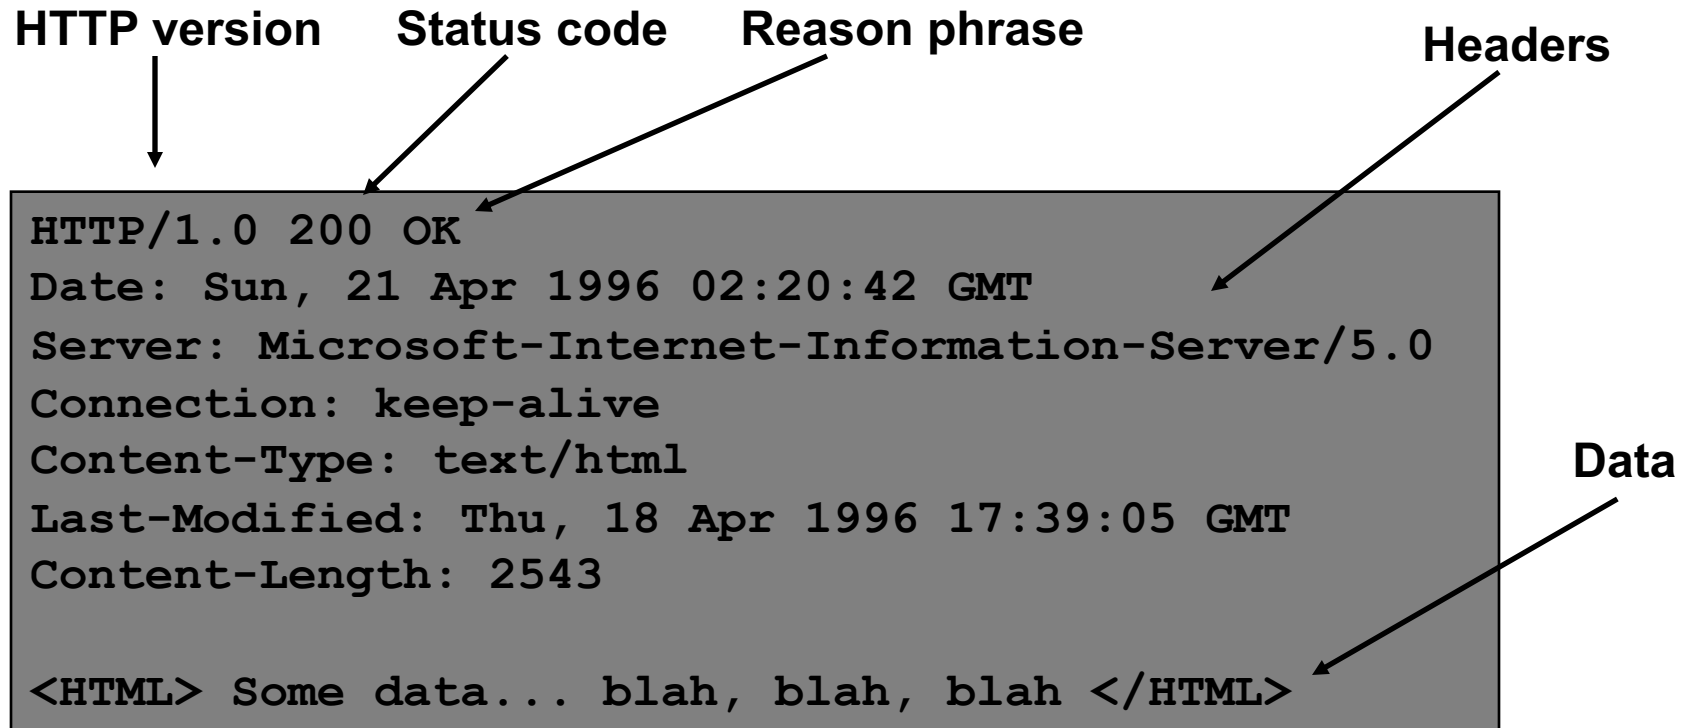 HTTP version Status code Reason phrase Headers
HTTP/1.0 200 OK
Date: Sun, 21 Apr 1996 02:20:42 GMT
Server: Microsoft-Internet-Information-Server/5.0
Connection: keep-alive
Content-Type: text/html
Data
Last-Modified: Thu, 18 Apr 1996 17:39:05 GMT
Content-Length: 2543
<HTML> Some data... blah, blah, blah </HTML>